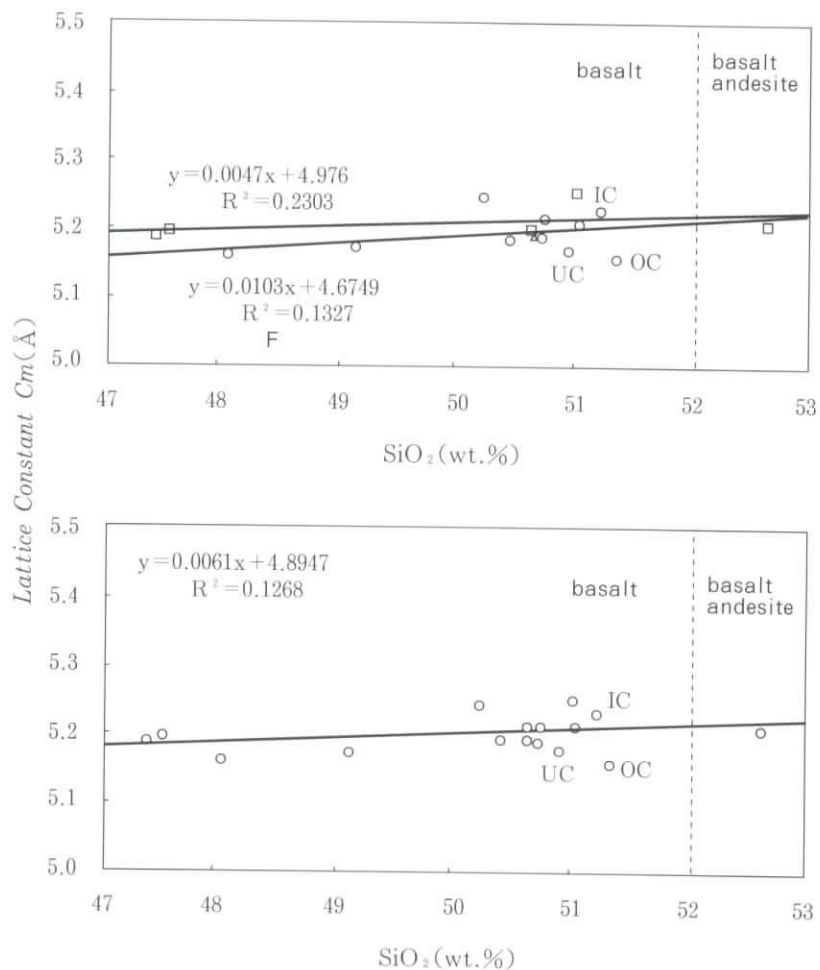 Lattice Constant Cm(Å)
5.5
5.4
5.3
5.2
5.1
5.0
basalt
basalt
andesite
y=0.0047x+4.976
R²=0.2303
IC
UC
OC
y=0.0103x+4.6749
R²=0.1327
F
47
48
49
50
51
52
53
SiO₂(wt.%)
5.5
5.4
5.3
5.2
5.1
5.0
y=0.0061x+4.8947
R²=0.1268
basalt
basalt
andesite
IC
UC
OC
47
48
49
50
51
52
53
SiO₂(wt.%)